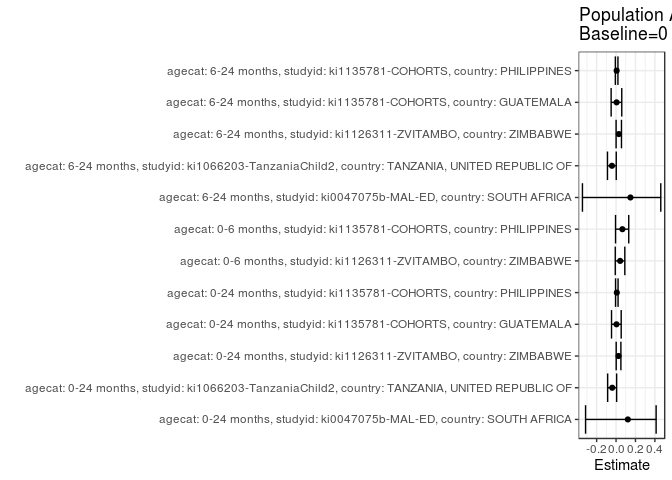 Population
Baseline=0
agecat: 6-24 months, studyid: ki1135781-COHORTS, country: PHILIPPINES
agecat: 6-24 months, studyid: ki1135781-COHORTS, country: GUATEMALA
agecat: 6-24 months, studyid: ki1126311-ZVITAMBO, country: ZIMBABWE
agecat: 6-24 months, studyid: ki1066203-TanzaniaChild2, country: TANZANIA, UNITED REPUBLIC OF
agecat: 6-24 months, studyid: ki0047075b-MAL-ED, country: SOUTH AFRICA
agecat: 0-6 months, studyid: ki1135781-COHORTS, country: PHILIPPINES
agecat: 0-6 months, studyid: ki1126311-ZVITAMBO, country: ZIMBABWE
agecat: 0-24 months, studyid: ki1135781-COHORTS, country: PHILIPPINES
agecat: 0-24 months, studyid: ki1135781-COHORTS, country: GUATEMALA
agecat: 0-24 months, studyid: ki1126311-ZVITAMBO, country: ZIMBABWE
agecat: 0-24 months, studyid: ki1066203-TanzaniaChild2, country: TANZANIA, UNITED REPUBLIC OF
agecat: 0-24 months, studyid: ki0047075b-MAL-ED, country: SOUTH AFRICA
-0.2 0.0 0.2 0.4
Estimate